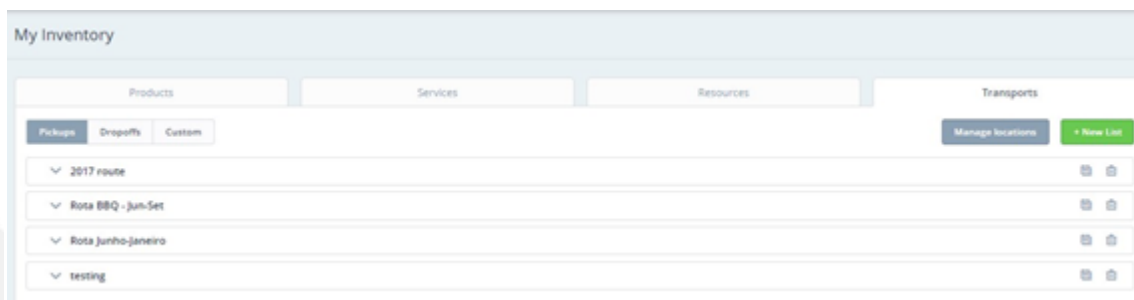 My Inventory
Products Services Resources Transports
Pickups Dropoffs Custom Manage locations + New List
2017 route
Rota BBQ - Jun-Set
Rota Junho-Janeiro
testing